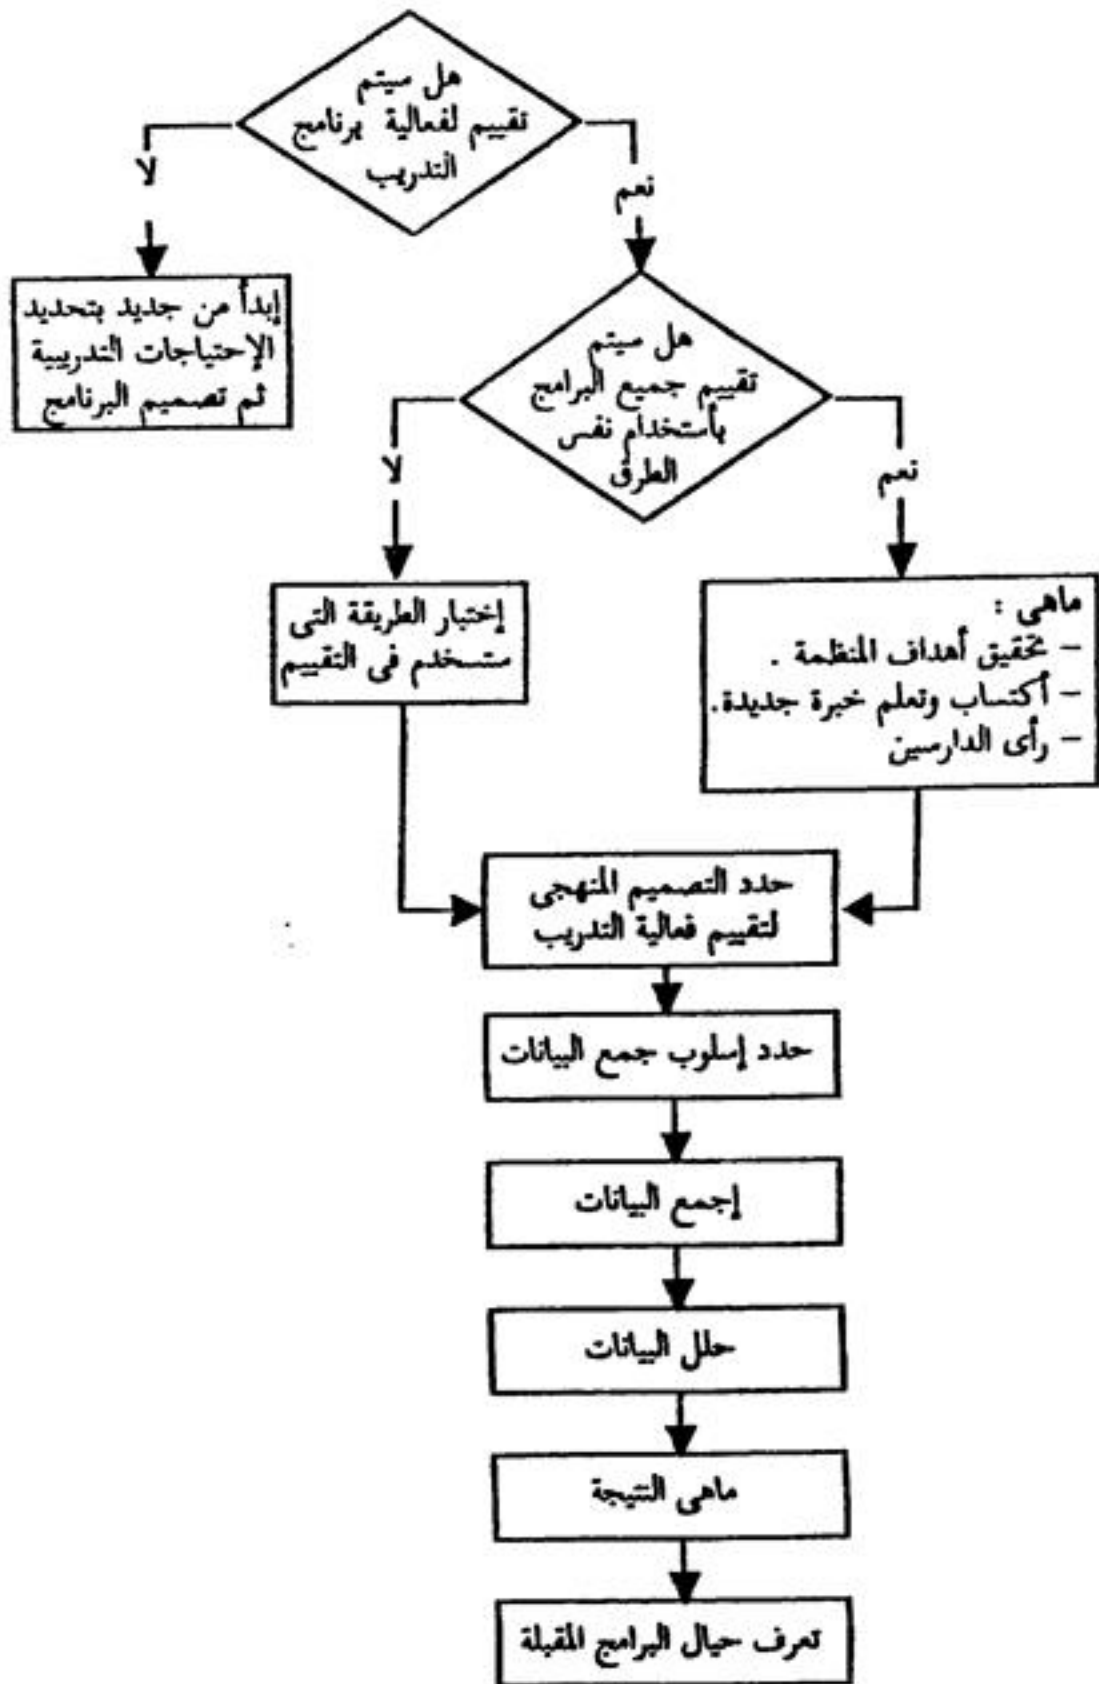 هل سيتم
تقييم لفعالية برنامج
التدريب
لا
نعم
إبدأ من جديد بتحديد
الإحتياجات التدريبية
ثم تصميم البرنامج
هل سيتم
تقييم جميع البرامج
بأستخدام نفس
الطرق
لا
نعم
إختبار الطريقة التى
ستسخدم فى التقييم
ماهى :
– تحقيق أهداف المنظمة .
– أكتساب وتعلم خبرة جديدة.
– رأى الدارسين
حدد التصميم المنهجى
لتقييم فعالية التدريب
حدد إسلوب جمع البيانات
إجمع البيانات
حلل البيانات
ماهى النتيجة
تعرف حيال البرامج المقبلة